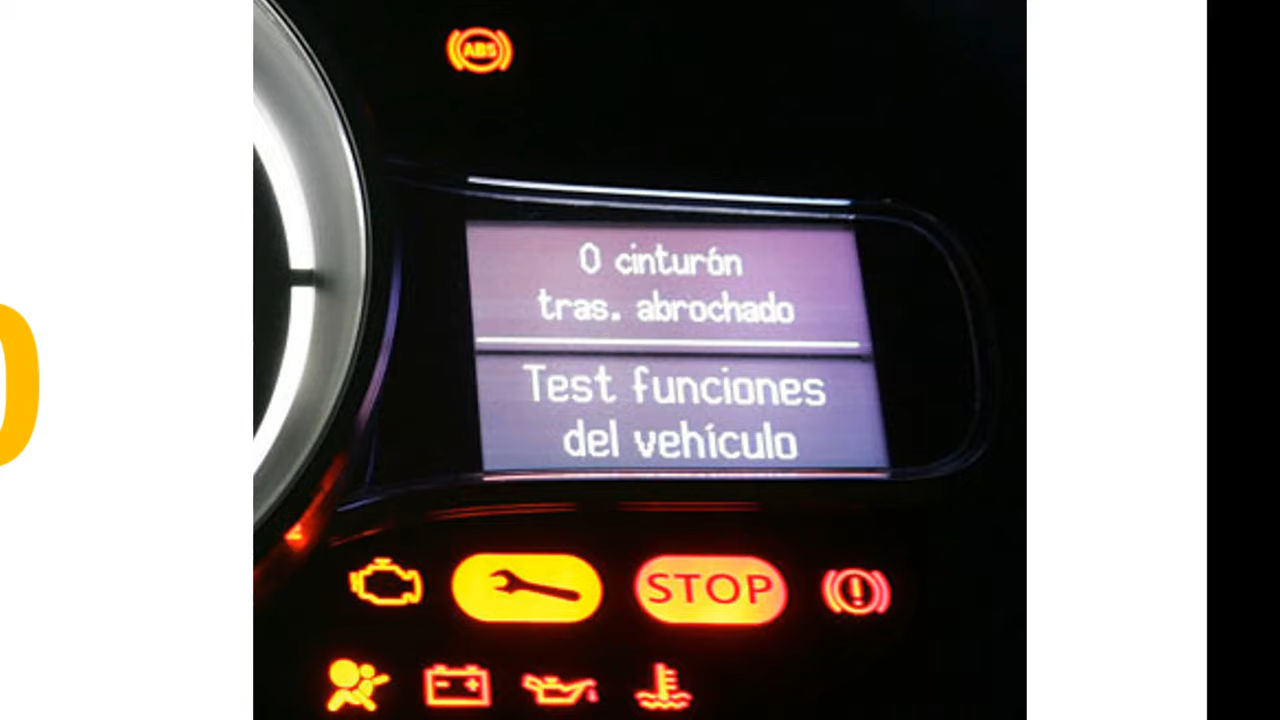 ABS
0 cinturón
tras. abrochado
Test funciones
del vehículo
STOP